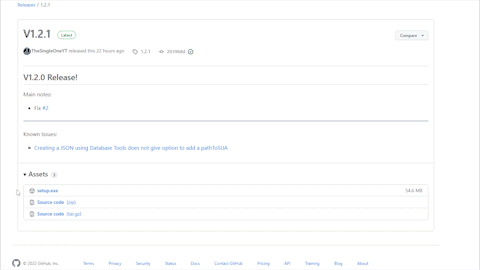 Releases / 1.2.1
V1.2.1 Latest
Compare
TheSingleOneYT released this 22 hours ago 1.2.1
V1.2.0 Release!
Main notes:
Fix #2
Known Issues:
Creating a JSON using Database Tools does not give option to add a pathToSUA
Assets 3
setup.exe 54.6 MB
Source code (zip)
Source code (tar.gz)
© 2022 GitHub, Inc. Terms Privacy Security Status Docs Contact GitHub Pricing API Training Blog About